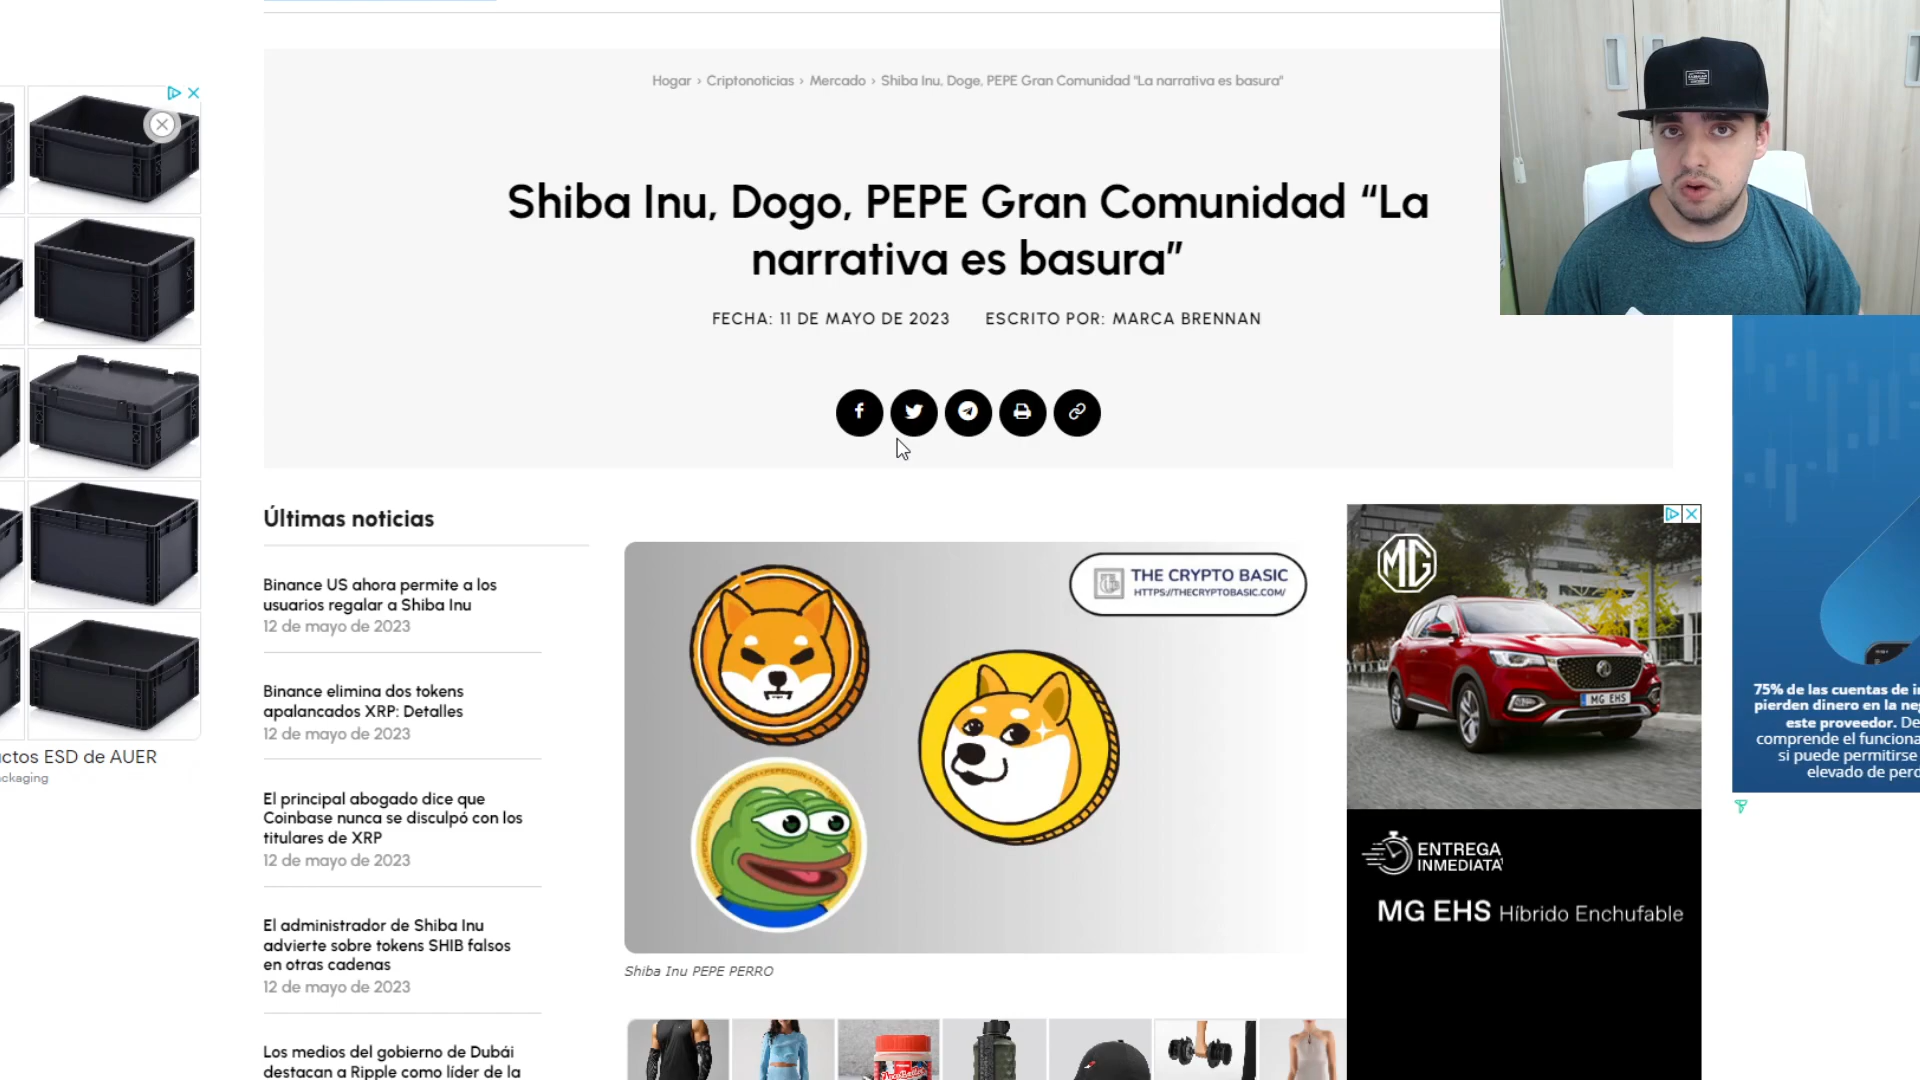 Hogar › Criptonoticias › Mercado › Shiba Inu, Doge, PEPE Gran Comunidad "La narrativa es basura"
Shiba Inu, Dogo, PEPE Gran Comunidad “La
narrativa es basura”
FECHA: 11 DE MAYO DE 2023
ESCRITO POR: MARCA BRENNAN
ctos ESD de AUER
ckaging
Últimas noticias
Binance US ahora permite a los
usuarios regalar a Shiba Inu
12 de mayo de 2023
Binance elimina dos tokens
apalancados XRP: Detalles
12 de mayo de 2023
El principal abogado dice que
Coinbase nunca se disculpó con los
titulares de XRP
12 de mayo de 2023
El administrador de Shiba Inu
advierte sobre tokens SHIB falsos
en otras cadenas
12 de mayo de 2023
Los medios del gobierno de Dubái
destacan a Ripple como líder de la
THE CRYPTO BASIC
HTTPS://THECRYPTOBASIC.COM/
Shiba Inu PEPE PERRO
MG
MG EHS
ENTREGA
INMEDIATA
MG EHS Híbrido Enchufable
75% de las cuentas de in
pierden dinero en la neg
este proveedor. De
comprende el funciona
si puede permitirse
elevado de perd